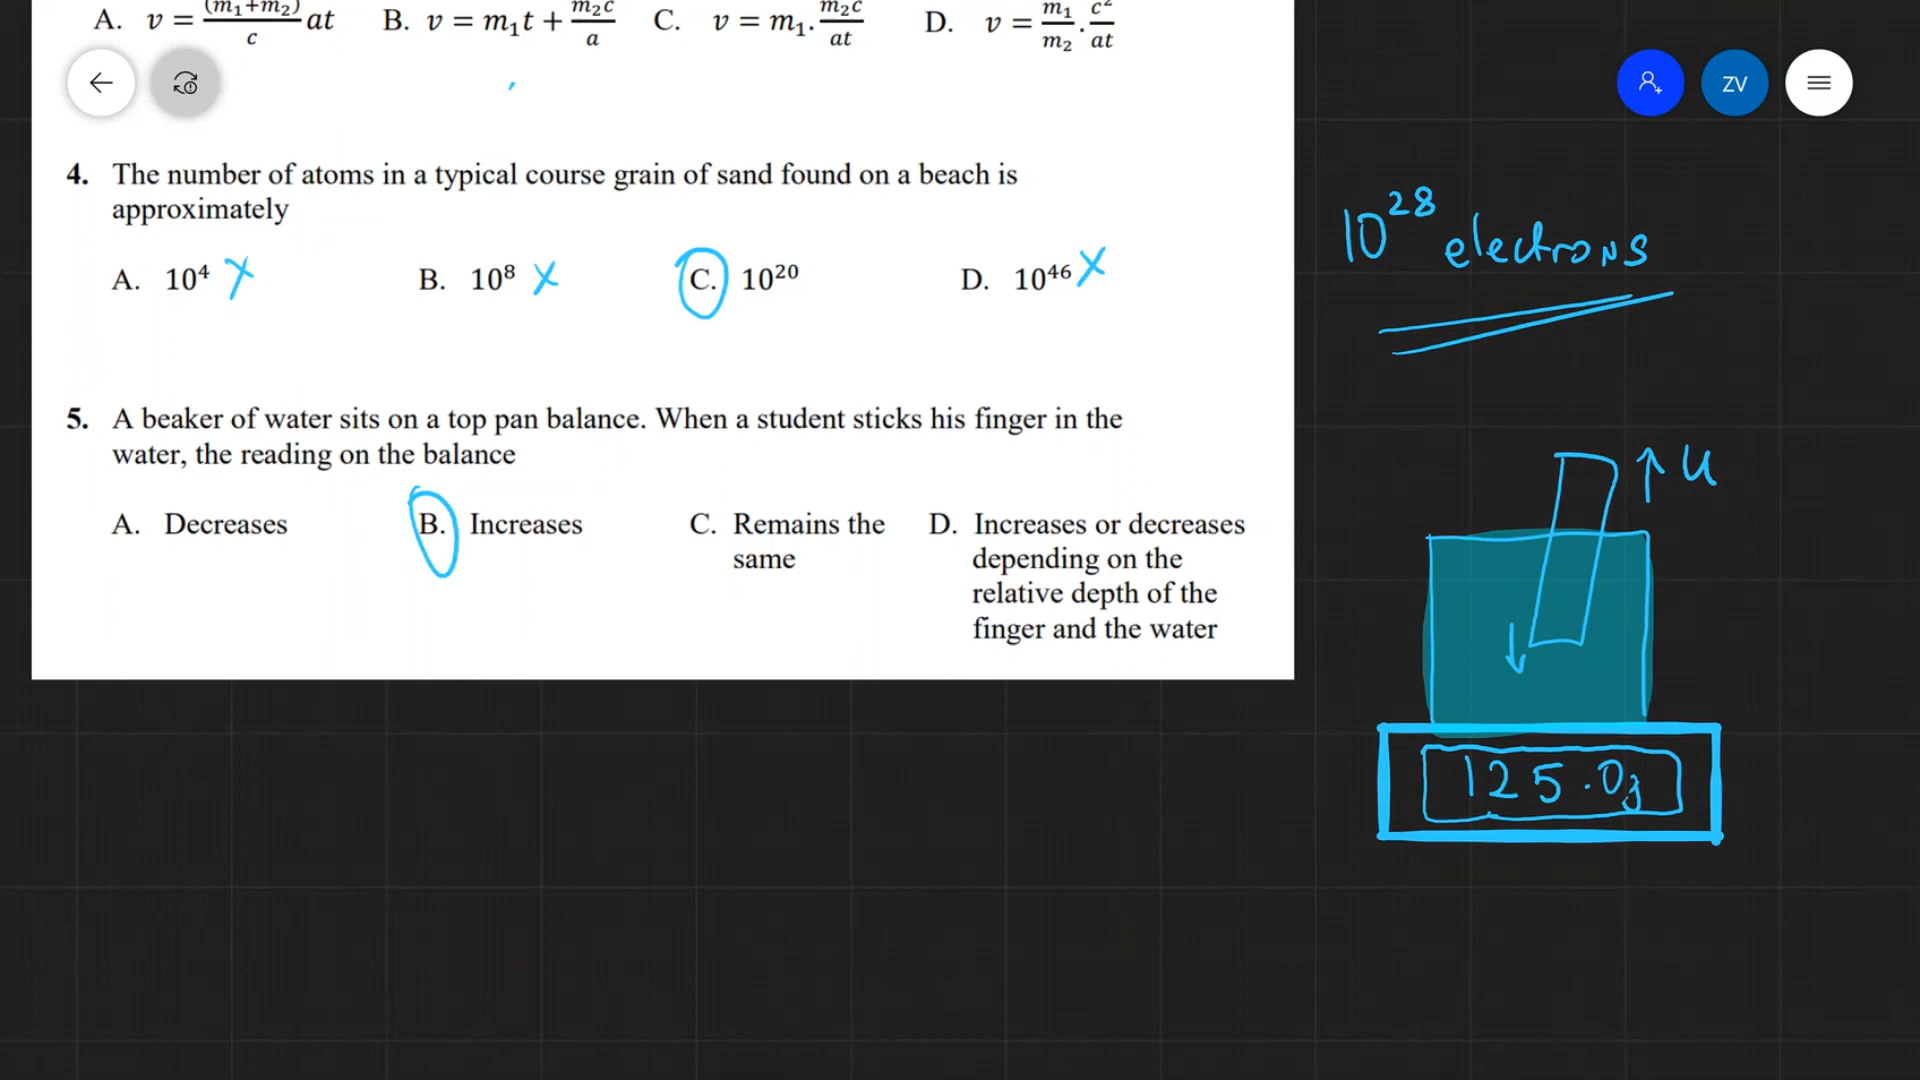 A. v = (m₁+m₂)/c at B. v = m₁t + m₂c/a C. v = m₁. m₂c/at D. v = m₁/m₂ . c²/at
ZV
4. The number of atoms in a typical course grain of sand found on a beach is
approximately
A. 10⁴ X B. 10⁸ X C. 10²⁰ D. 10⁴⁶ X
10²⁸ electrons
5. A beaker of water sits on a top pan balance. When a student sticks his finger in the
water, the reading on the balance
A. Decreases B. Increases C. Remains the
same
D. Increases or decreases
depending on the
relative depth of the
finger and the water
↑ u
↓
125.0g